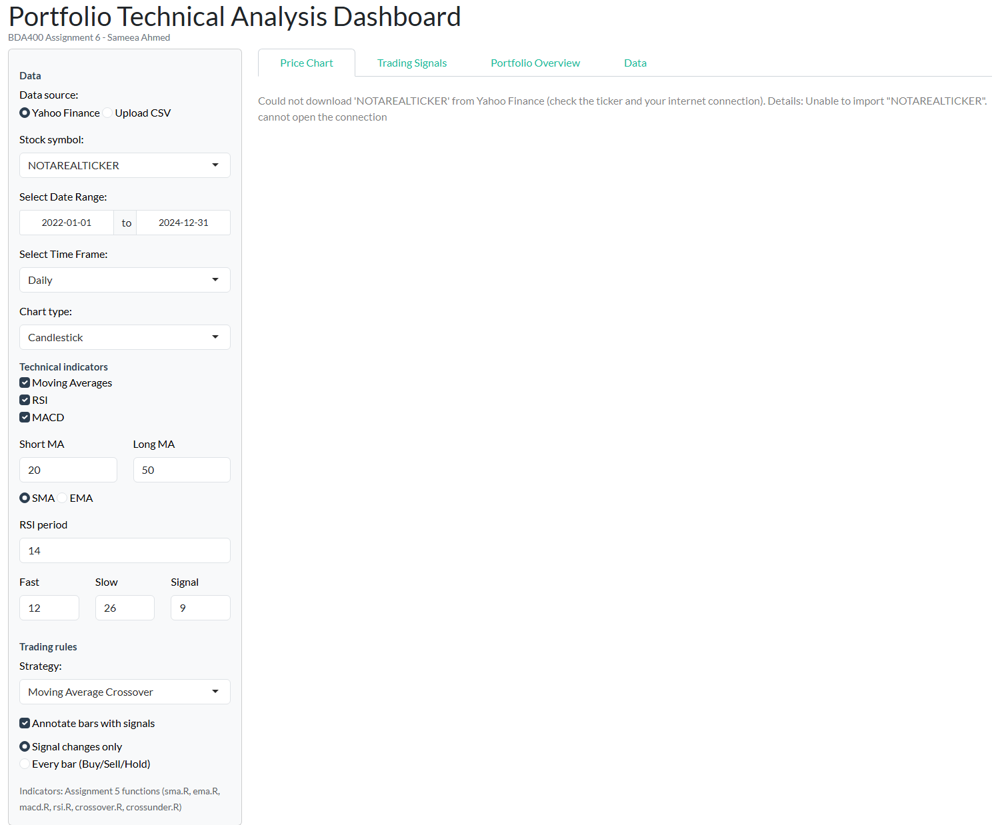 Portfolio Technical Analysis Dashboard
BDA400 Assignment 6 - Sameea Ahmed
Data
Data source:
Yahoo Finance Upload CSV
Stock symbol:
NOTAREALTICKER
Select Date Range:
2022-01-01 to 2024-12-31
Select Time Frame:
Daily
Chart type:
Candlestick
Technical indicators
Moving Averages
RSI
MACD
Short MA Long MA
20 50
SMA EMA
RSI period
14
Fast Slow Signal
12 26 9
Trading rules
Strategy:
Moving Average Crossover
Annotate bars with signals
Signal changes only
Every bar (Buy/Sell/Hold)
Indicators: Assignment 5 functions (sma.R, ema.R,
macd.R, rsi.R, crossover.R, crossunder.R)
Price Chart Trading Signals Portfolio Overview Data
Could not download 'NOTAREALTICKER' from Yahoo Finance (check the ticker and your internet connection). Details: Unable to import "NOTAREALTICKER".
cannot open the connection